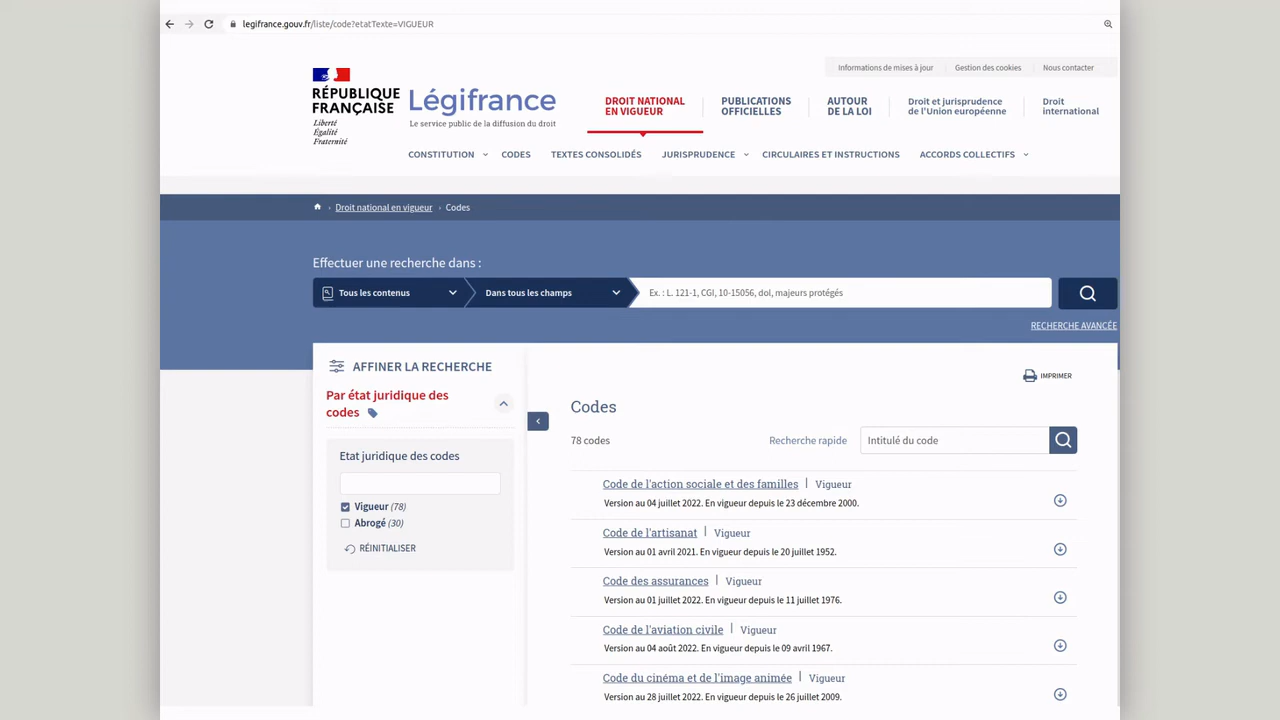 legifrance.gouv.fr/liste/code?etatTexte=VIGUEUR
Informations de mises à jour
Gestion des cookies
Nous contacter
RÉPUBLIQUE
FRANÇAISE
Liberté
Égalité
Fraternité
Légifrance
Le service public de la diffusion du droit
DROIT NATIONAL
EN VIGUEUR
PUBLICATIONS
OFFICIELLES
AUTOUR
DE LA LOI
Droit et jurisprudence
de l'Union européenne
Droit
international
CONSTITUTION
CODES
TEXTES CONSOLIDÉS
JURISPRUDENCE
CIRCULAIRES ET INSTRUCTIONS
ACCORDS COLLECTIFS
Droit national en vigueur › Codes
Effectuer une recherche dans :
Tous les contenus
Dans tous les champs
Ex. : L. 121-1, CGI, 10-15056, dol, majeurs protégés
RECHERCHE AVANCÉE
AFFINER LA RECHERCHE
Par état juridique des
codes
Etat juridique des codes
Vigueur (78)
Abrogé (30)
RÉINITIALISER
IMPRIMER
Codes
78 codes
Recherche rapide
Intitulé du code
Code de l'action sociale et des familles | Vigueur
Version au 04 juillet 2022. En vigueur depuis le 23 décembre 2000.
Code de l'artisanat | Vigueur
Version au 01 avril 2021. En vigueur depuis le 20 juillet 1952.
Code des assurances | Vigueur
Version au 01 juillet 2022. En vigueur depuis le 11 juillet 1976.
Code de l'aviation civile | Vigueur
Version au 04 août 2022. En vigueur depuis le 09 avril 1967.
Code du cinéma et de l'image animée | Vigueur
Version au 28 juillet 2022. En vigueur depuis le 26 juillet 2009.